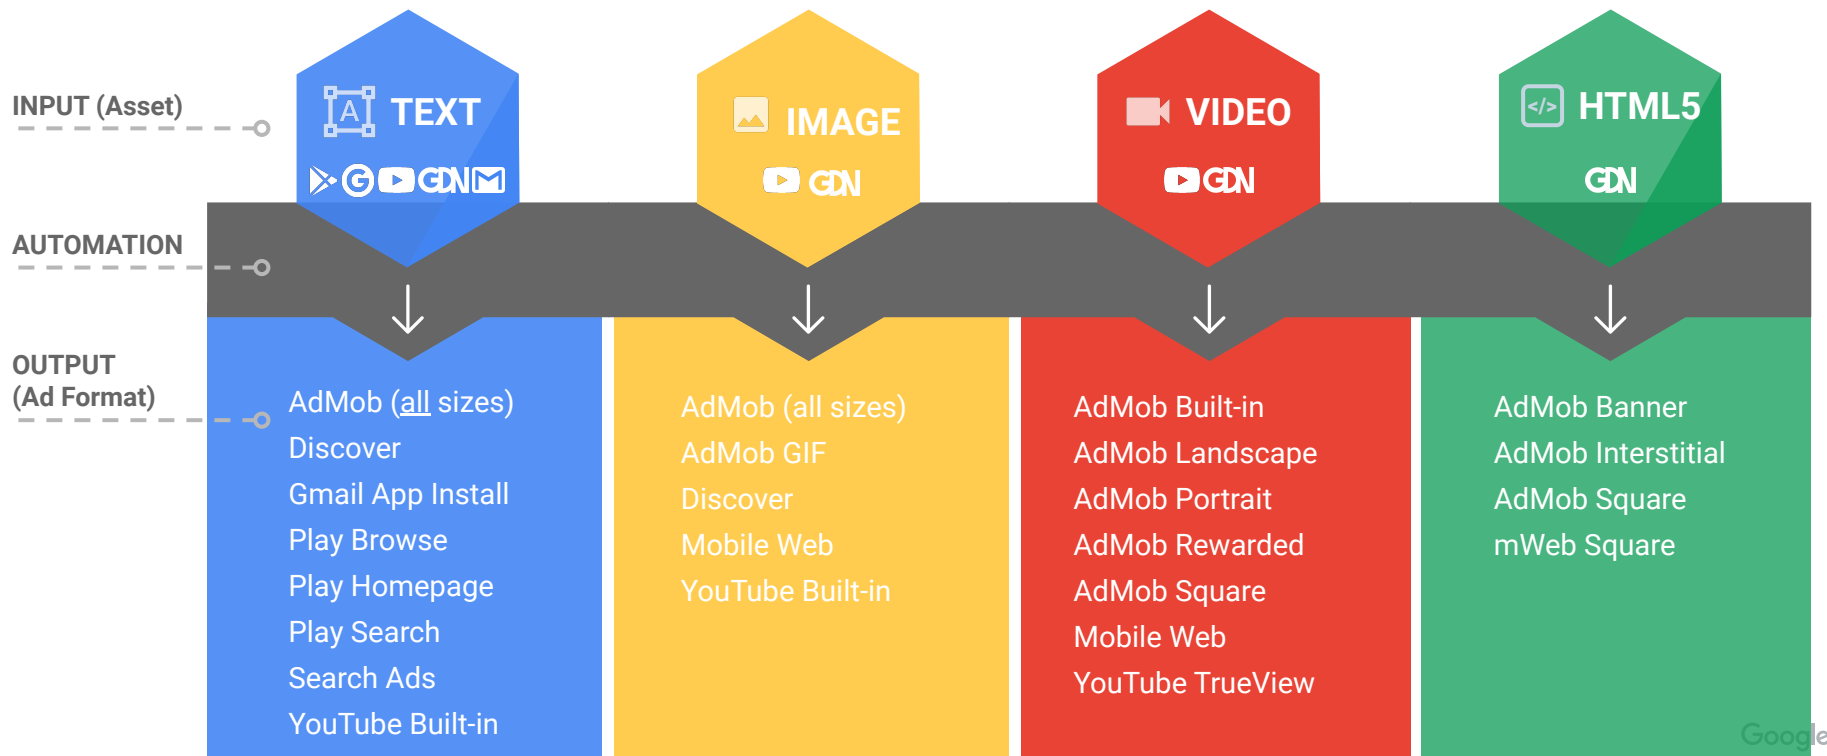 INPUT (Asset)
A TEXT
GDN
IMAGE
GDN
VIDEO
GDN
</> HTML5
GDN
AUTOMATION
OUTPUT
(Ad Format)
AdMob (all sizes)
Discover
Gmail App Install
Play Browse
Play Homepage
Play Search
Search Ads
YouTube Built-in
AdMob (all sizes)
AdMob GIF
Discover
Mobile Web
YouTube Built-in
AdMob Built-in
AdMob Landscape
AdMob Portrait
AdMob Rewarded
AdMob Square
Mobile Web
YouTube TrueView
AdMob Banner
AdMob Interstitial
AdMob Square
mWeb Square
Google